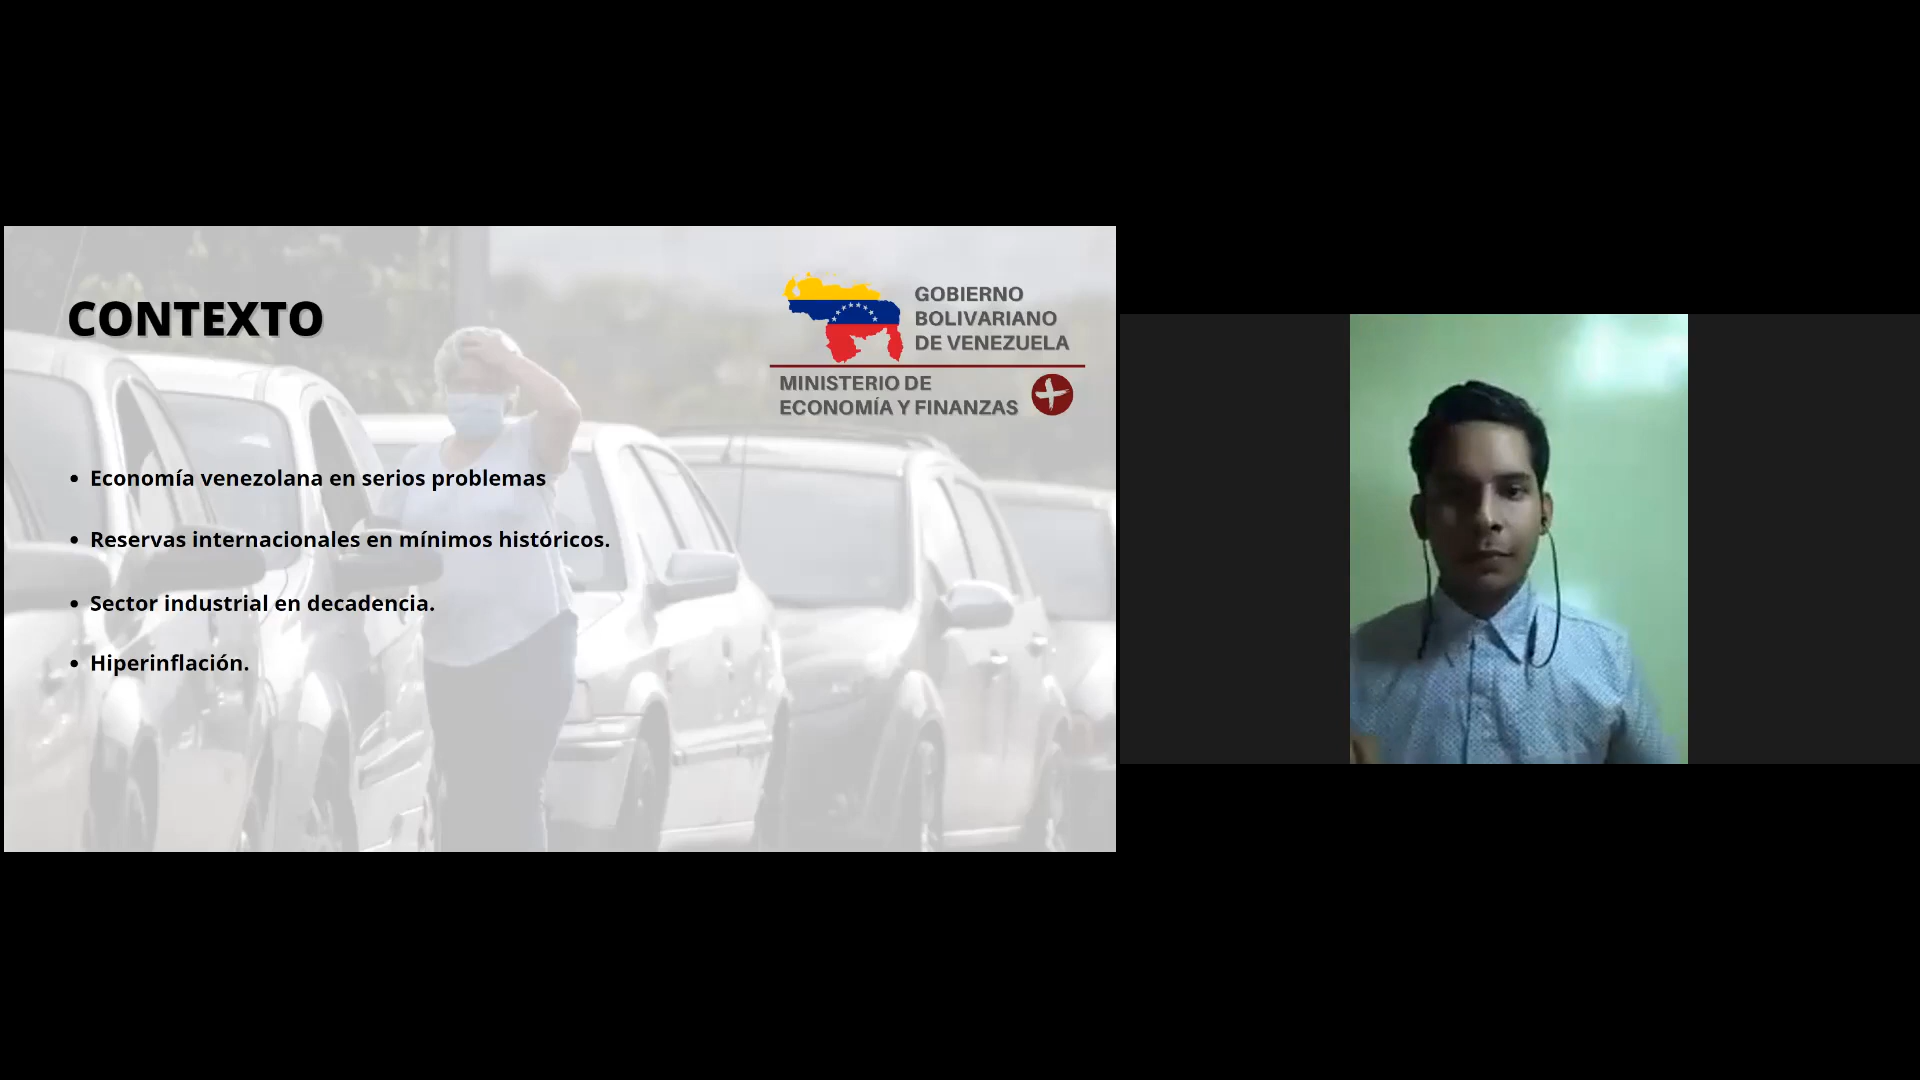 CONTEXTO
GOBIERNO
BOLIVARIANO
DE VENEZUELA
MINISTERIO DE
ECONOMÍA Y FINANZAS
• Economía venezolana en serios problemas
• Reservas internacionales en mínimos históricos.
• Sector industrial en decadencia.
• Hiperinflación.